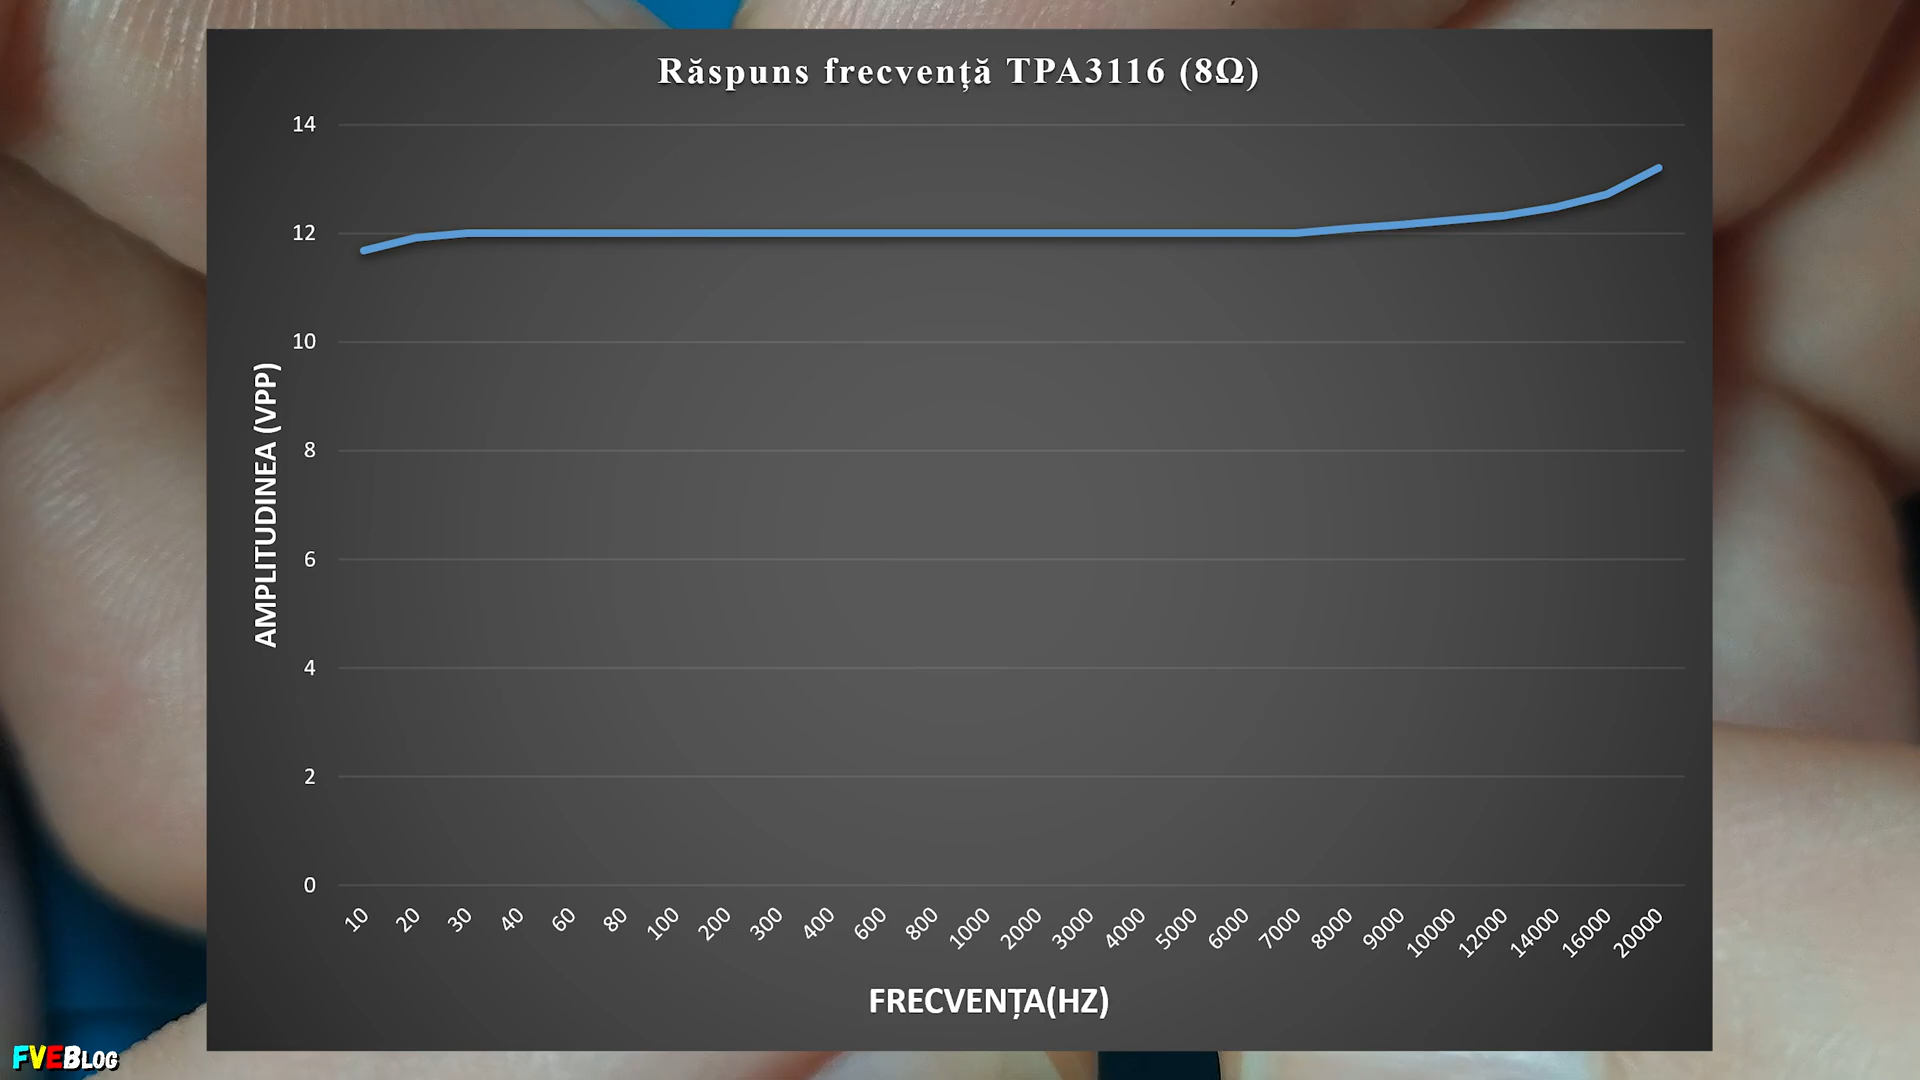 Răspuns frecvență TPA3116 (8Ω)
14
12
10
8
6
4
2
0
AMPLITUDINEA (VPP)
10 20 30 40 60 80 100 200 300 400 600 800 1000 2000 3000 4000 5000 6000 7000 8000 9000 10000 12000 14000 16000 20000
FRECVENȚA(HZ)
FVEBLOG